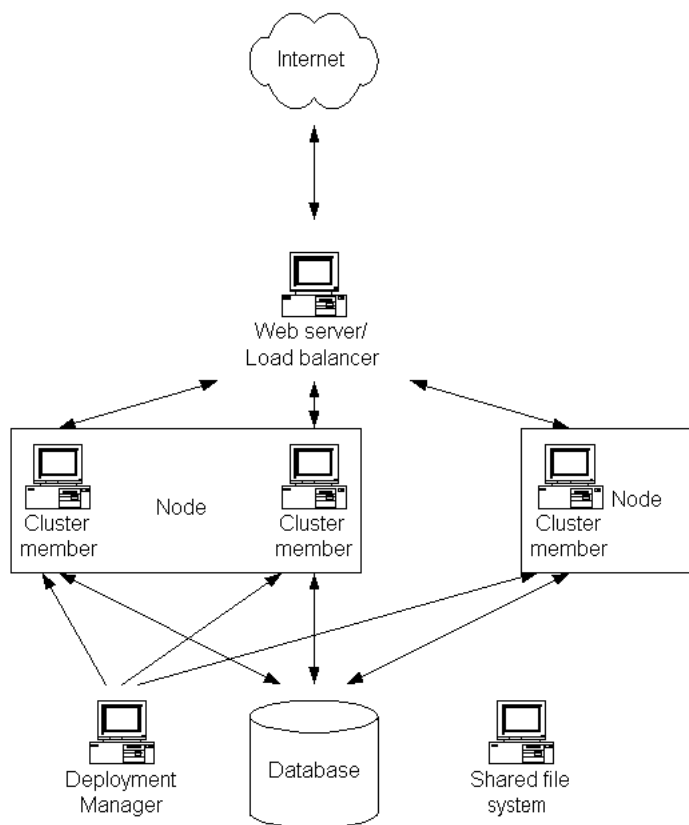 Internet
Web server/
Load balancer
Cluster
member
Node
Cluster
member
Cluster
member
Node
Deployment
Manager
Database
Shared file
system